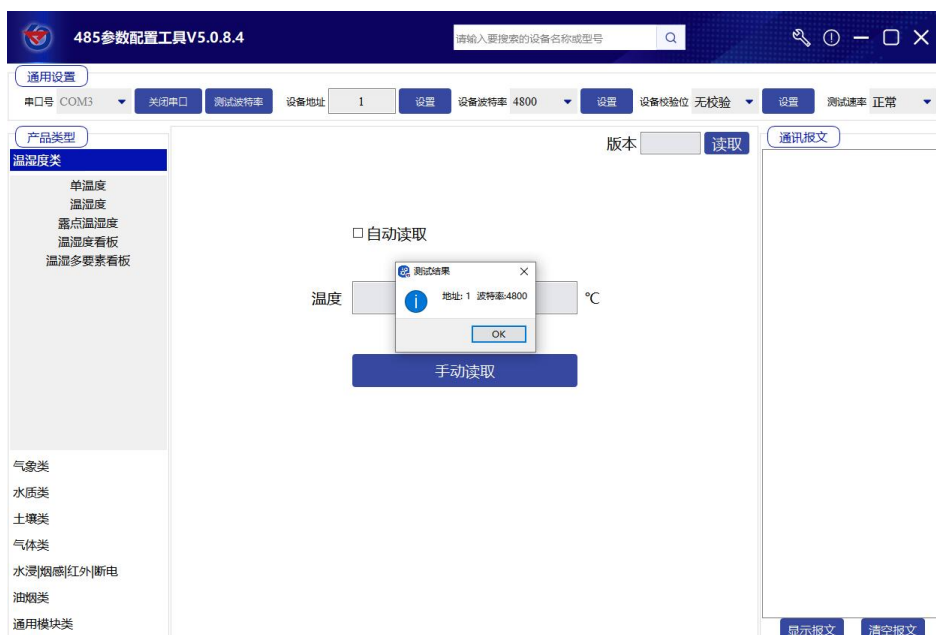 485参数配置工具V5.0.8.4
请输入要搜索的设备名称或型号
通用设置
串口号 COM3 关闭串口 测试波特率 设备地址 1 设置 设备波特率 4800 设置 设备校验位 无校验 设置 测试速率 正常
产品类型
温湿度类
单温度
温湿度
露点温湿度
温湿度看板
温湿多要素看板
气象类
水质类
土壤类
气体类
水浸|烟感|红外|断电
油烟类
通用模块类
版本 读取
自动读取
温度 ℃
手动读取
测试结果
地址: 1 波特率:4800
OK
通讯报文
显示报文 清空报文